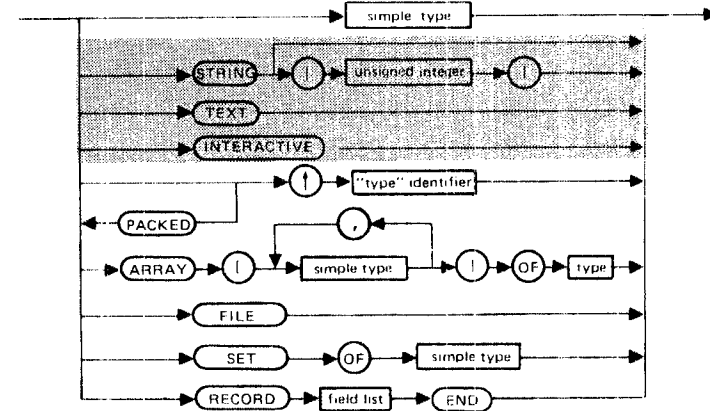 simple type
STRING [ unsigned integer ]
TEXT
INTERACTIVE
↑ "type" identifier
PACKED
,
ARRAY [ simple type ] OF type
FILE
SET OF simple type
RECORD field list END